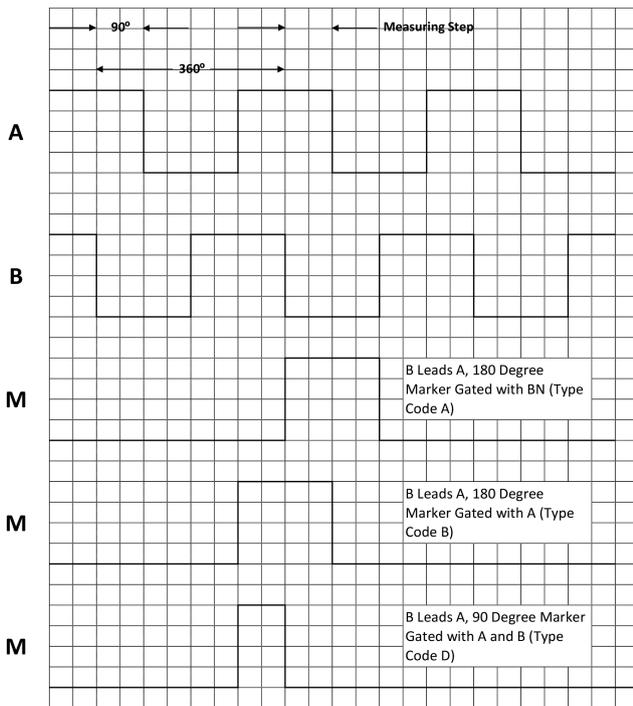 90º
Measuring Step
360º
A
B
M
B Leads A, 180 Degree
Marker Gated with BN (Type
Code A)
M
B Leads A, 180 Degree
Marker Gated with A (Type
Code B)
M
B Leads A, 90 Degree Marker
Gated with A and B (Type
Code D)